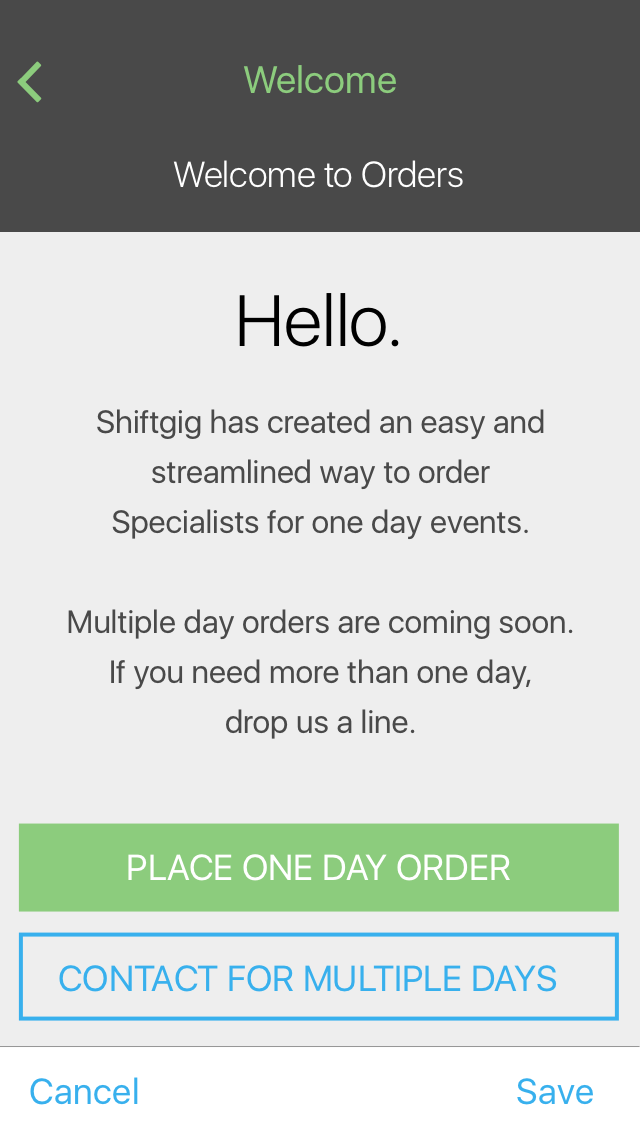 Welcome
Welcome to Orders
Hello.
Shiftgig has created an easy and
streamlined way to order
Specialists for one day events.
Multiple day orders are coming soon.
If you need more than one day,
drop us a line.
PLACE ONE DAY ORDER
CONTACT FOR MULTIPLE DAYS
Cancel
Save